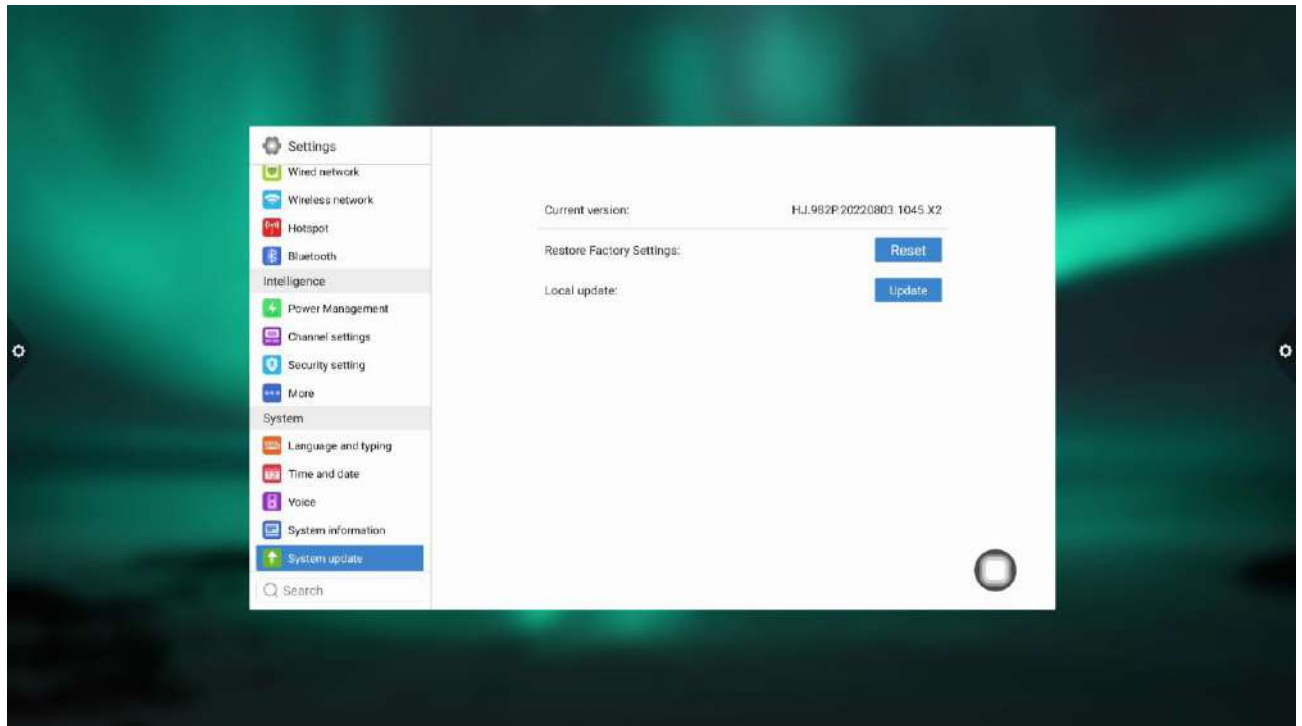 Settings
Wired network
Wireless network
Hotspot
Bluetooth
Intelligence
Power Management
Channel settings
Security setting
More
System
Language and typing
Time and date
Voice
System information
System update
Search
Current version: HJ.982P.20220803.1045.X2
Restore Factory Settings: Reset
Local update: Update